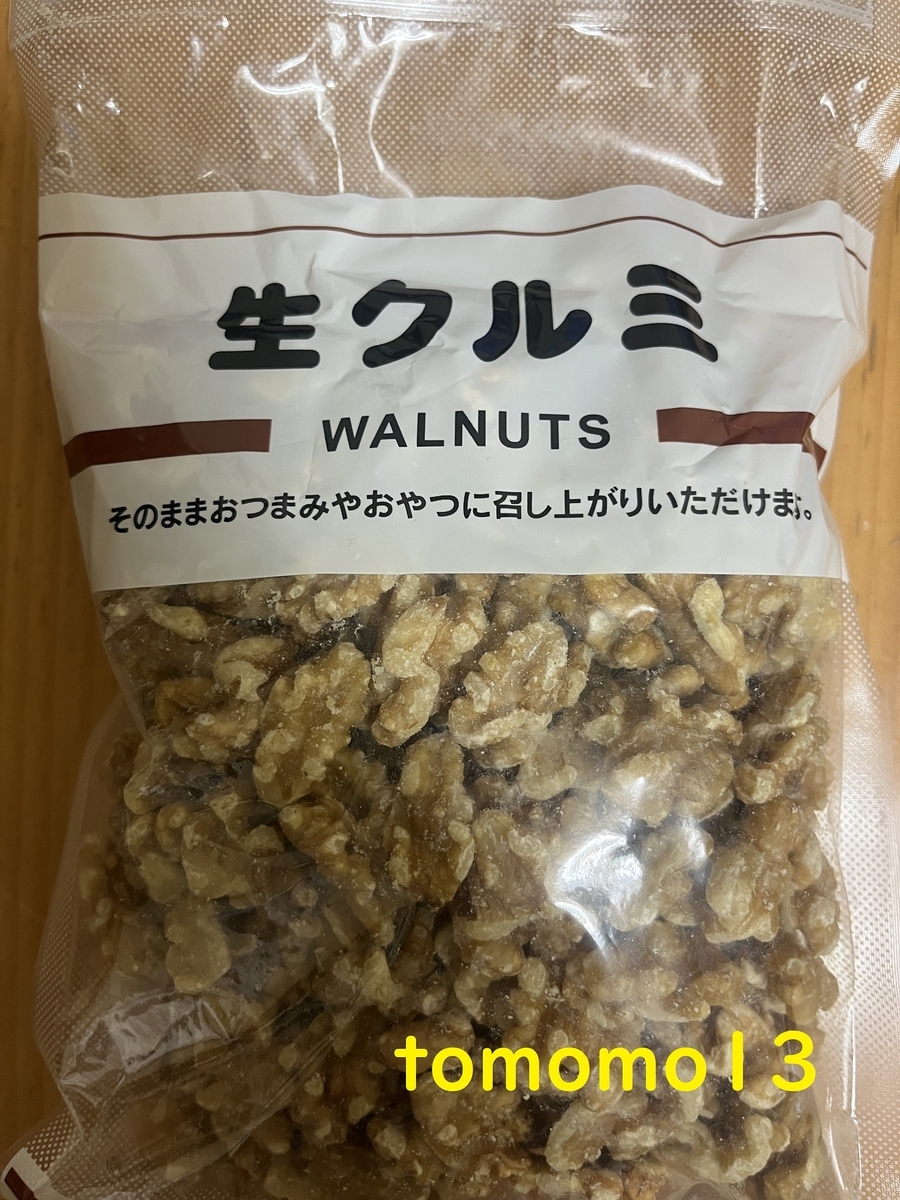 生クルミ
WALNUTS
そのままおつまみやおやつに召し上がりいただけます。
tomomo13